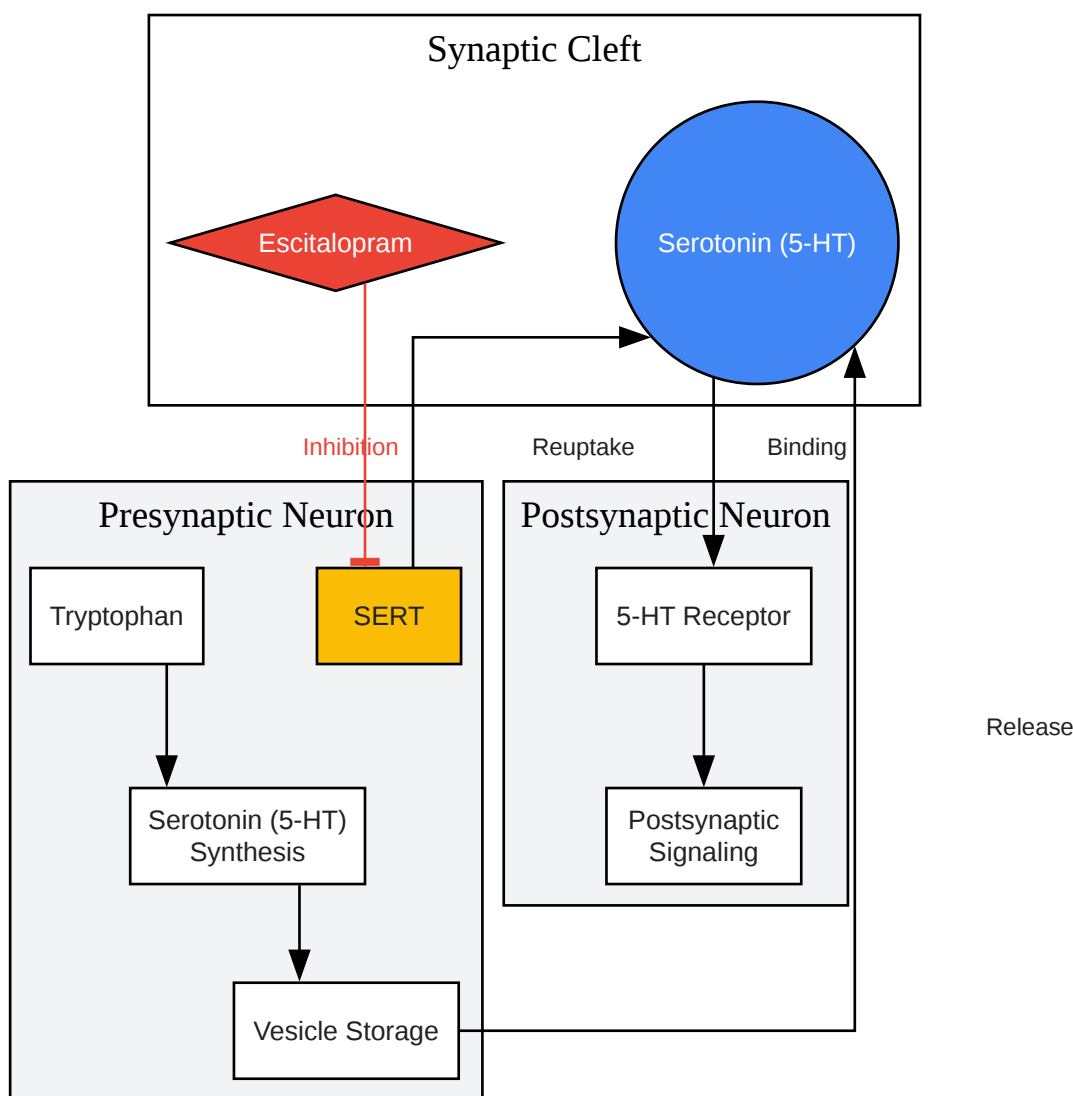 Synaptic Cleft
Escitalopram
Serotonin (5-HT)
Inhibition
Reuptake
Binding
Presynaptic Neuron
Postsynaptic Neuron
Tryptophan
SERT
5-HT Receptor
Release
Serotonin (5-HT)
Synthesis
Postsynaptic
Signaling
Vesicle Storage